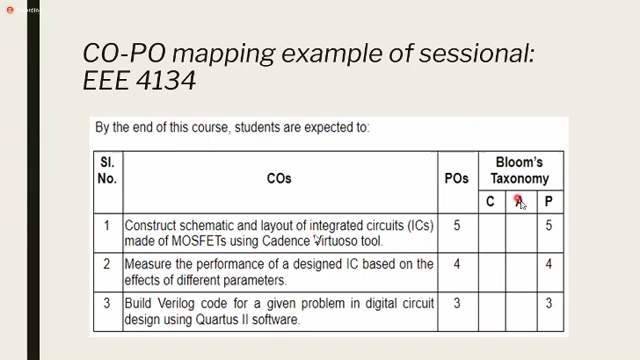 Recording
CO-PO mapping example of sessional:
EEE 4134
By the end of this course, students are expected to:
Sl. No. COs POs Bloom's Taxonomy
C A P
1 Construct schematic and layout of integrated circuits (ICs) 5 5
made of MOSFETs using Cadence Virtuoso tool.
2 Measure the performance of a designed IC based on the 4 4
effects of different parameters.
3 Build Verilog code for a given problem in digital circuit 3 3
design using Quartus II software.